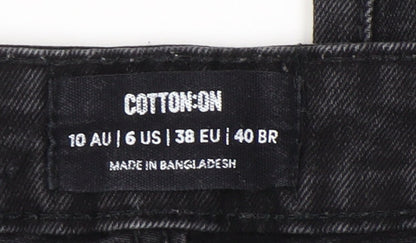 COTTON:ON
10 AU | 6 US | 38 EU | 40 BR
MADE IN BANGLADESH